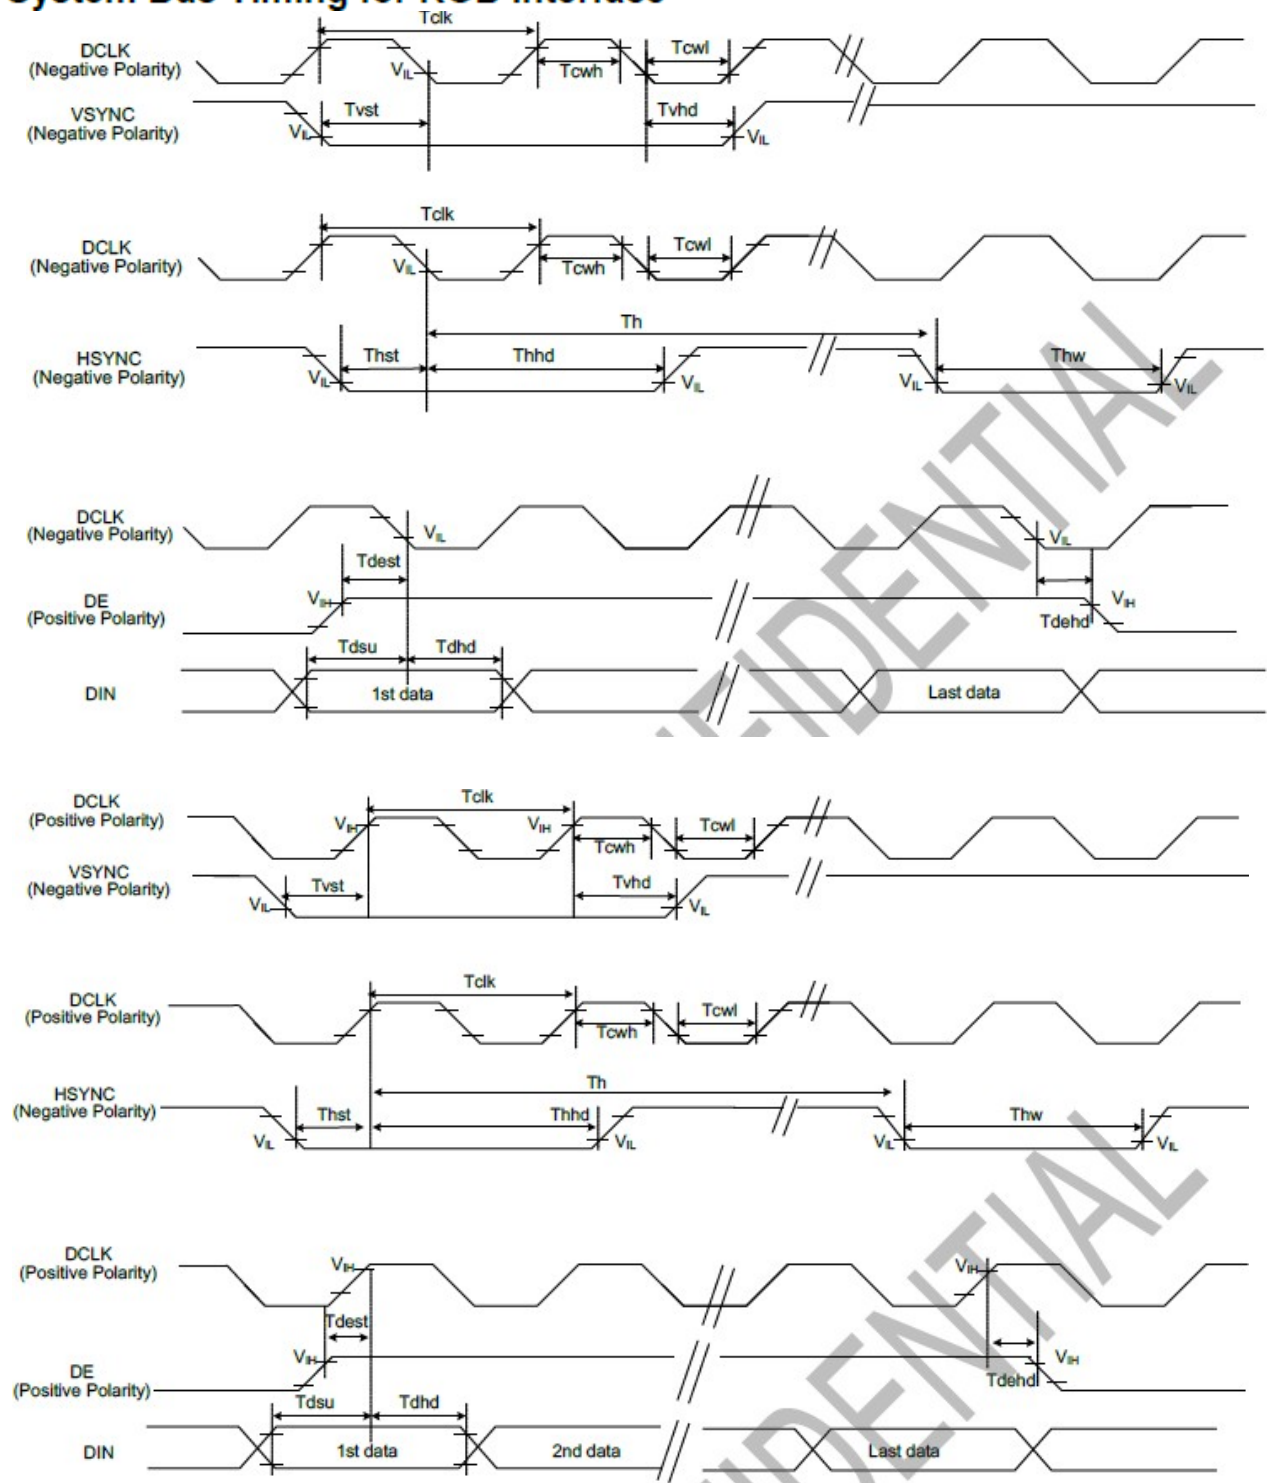 System Bus Timing for RGB Interface
Tclk
DCLK
(Negative Polarity)
VIL
Tcwh
Tcwl
VSYNC
(Negative Polarity)
VIL
Tvst
Tvhd
VIL
Tclk
DCLK
(Negative Polarity)
VIL
Tcwh
Tcwl
Th
HSYNC
(Negative Polarity)
VIL
Thst
Thhd
VIL
VIL
Thw
VIL
DCLK
(Negative Polarity)
VIL
VIL
Tdest
DE
(Positive Polarity)
VIH
VIH
Tdehd
Tdsu
Tdhd
DIN
1st data
Last data
DCLK
(Positive Polarity)
VIH
Tclk
VIH
Tcwh
Tcwl
VSYNC
(Negative Polarity)
VIL
Tvst
Tvhd
VIL
Tclk
DCLK
(Positive Polarity)
Tcwh
Tcwl
Th
HSYNC
(Negative Polarity)
VIL
Thst
Thhd
VIL
VIL
Thw
VIL
DCLK
(Positive Polarity)
VIH
VIH
Tdest
DE
(Positive Polarity)
VIH
VIH
Tdehd
Tdsu
Tdhd
DIN
1st data
2nd data
Last data